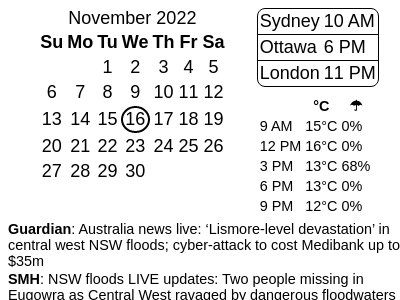 November 2022
Su Mo Tu We Th Fr Sa
1 2 3 4 5
6 7 8 9 10 11 12
13 14 15 16 17 18 19
20 21 22 23 24 25 26
27 28 29 30
Sydney 10 AM
Ottawa 6 PM
London 11 PM
°C ☂
9 AM 15°C 0%
12 PM 16°C 0%
3 PM 13°C 68%
6 PM 13°C 0%
9 PM 12°C 0%
Guardian: Australia news live: ‘Lismore-level devastation’ in
central west NSW floods; cyber-attack to cost Medibank up to
$35m
SMH: NSW floods LIVE updates: Two people missing in
Eugowra as Central West ravaged by dangerous floodwaters